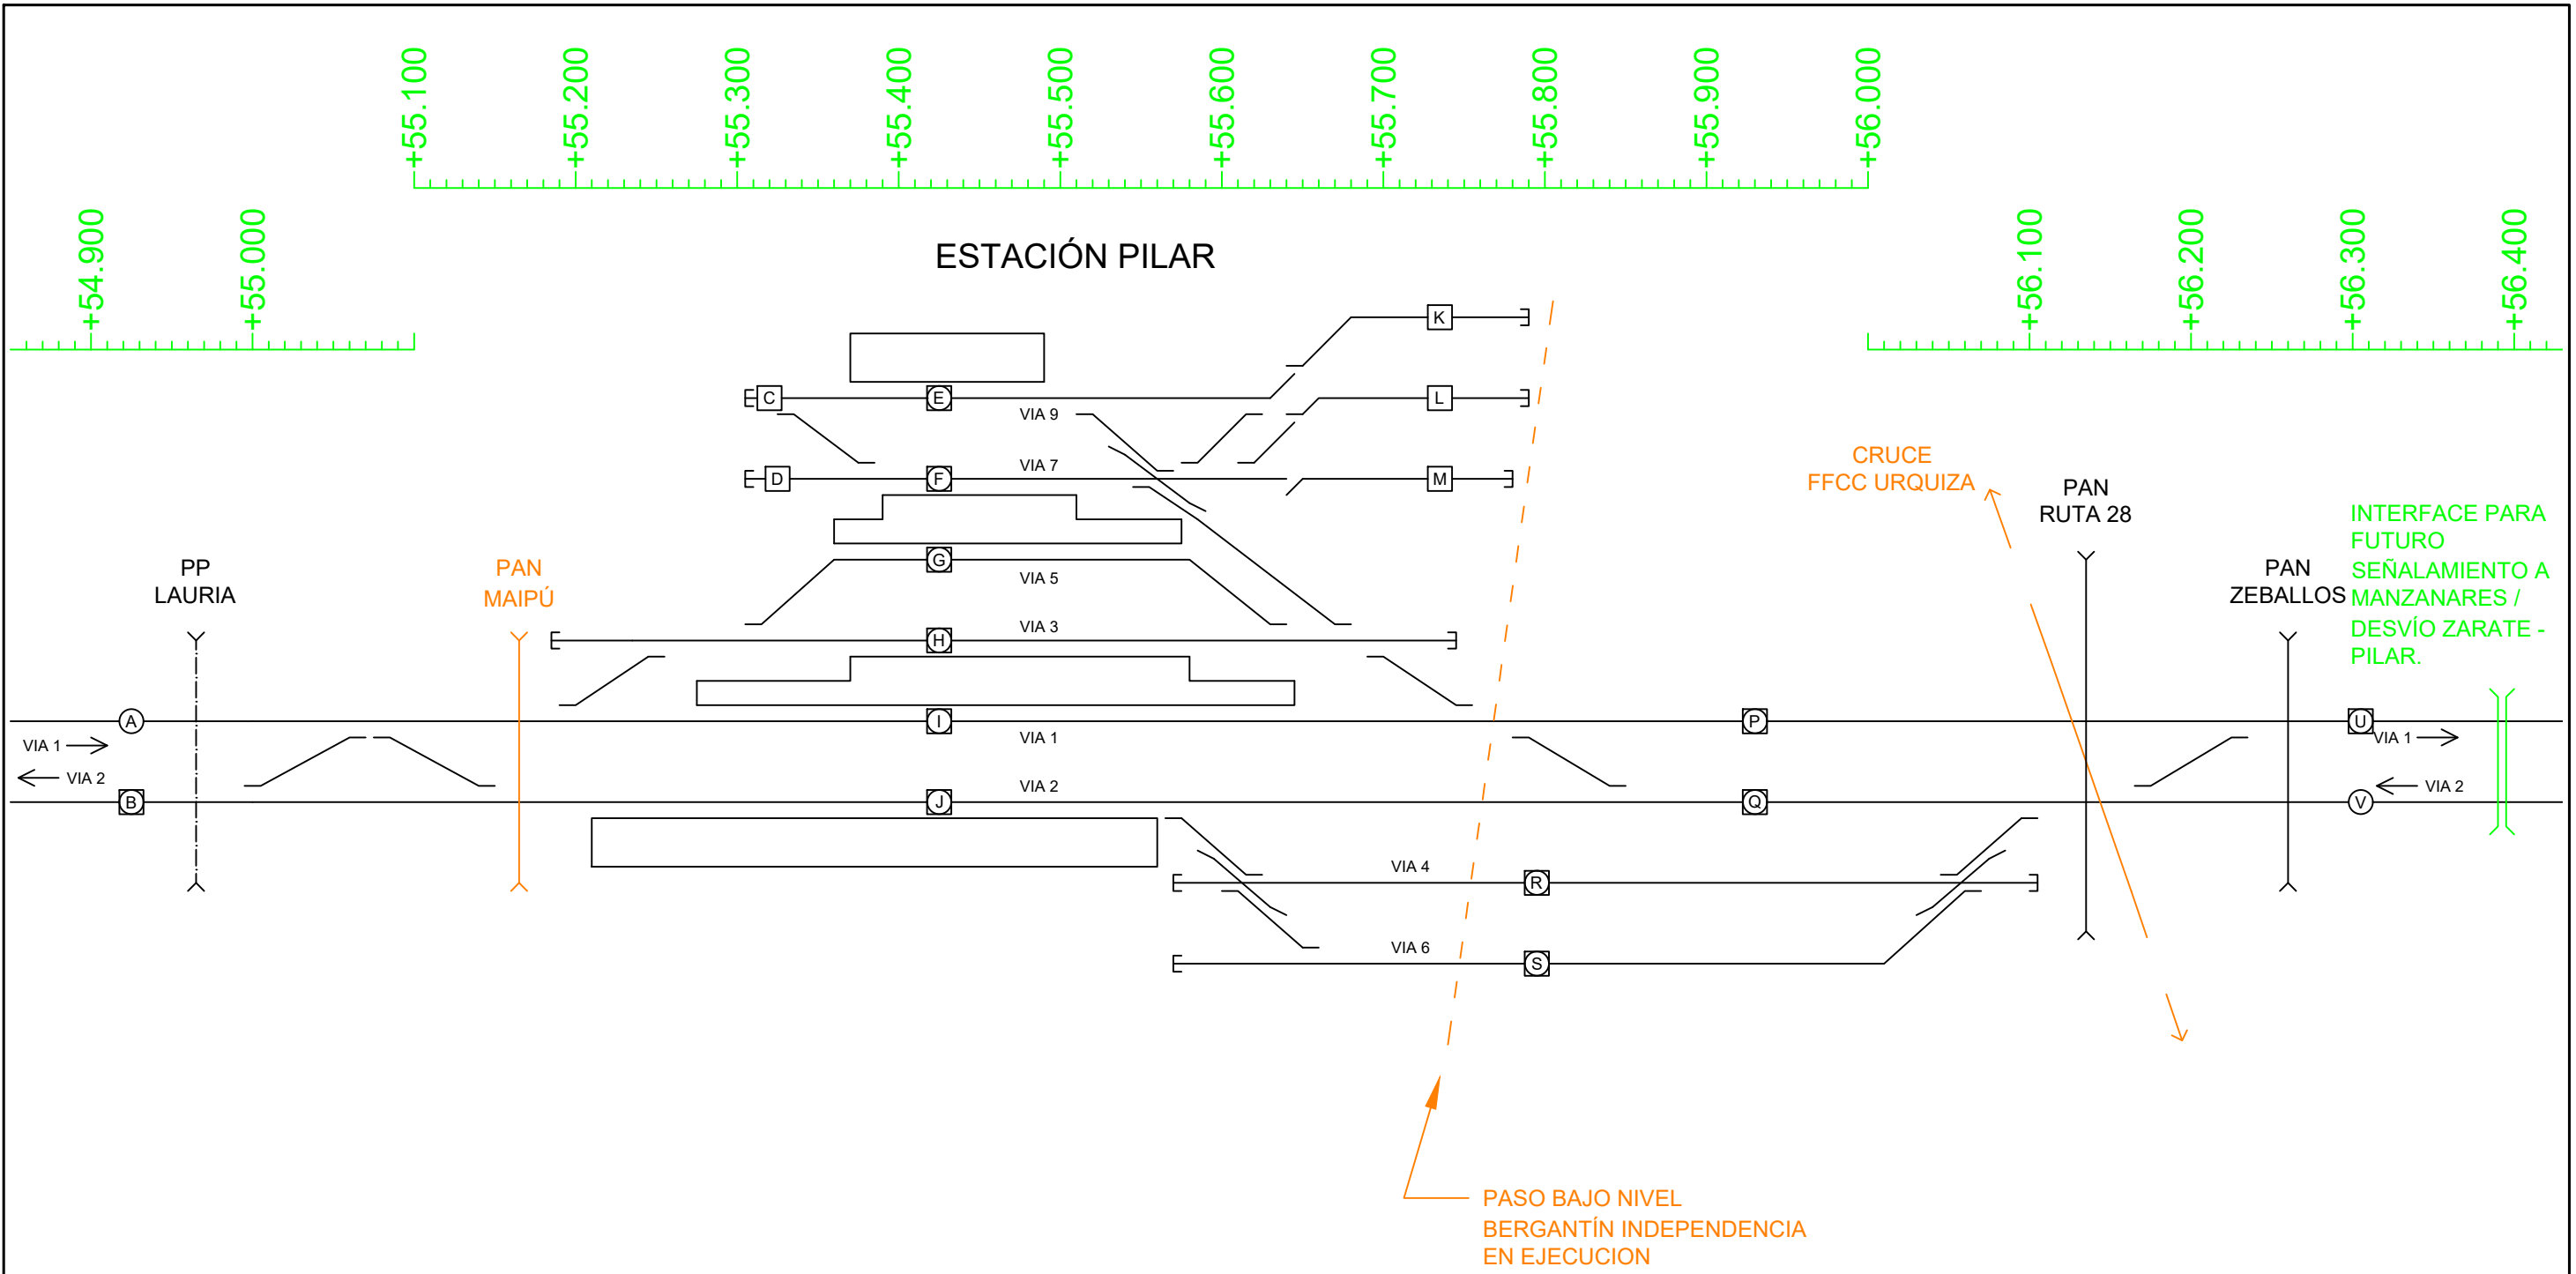 +55.100
+55.200
+55.300
+55.400
+55.500
+55.600
+55.700
+55.800
+55.900
+56.000
+54.900
+55.000
+56.100
+56.200
+56.300
+56.400
ESTACIÓN PILAR
K
C
E
L
VIA 9
VIA 7
D
F
M
CRUCE
FFCC URQUIZA
PAN
RUTA 28
INTERFACE PARA
FUTURO
SEÑALAMIENTO A
MANZANARES /
DESVÍO ZARATE -
PILAR.
PP
LAURIA
PAN
MAIPÚ
G
VIA 5
PAN
ZEBALLOS
VIA 3
H
A
I
P
U
VIA 1
VIA 1
VIA 1
VIA 2
VIA 2
VIA 2
B
J
Q
V
VIA 4
R
VIA 6
S
PASO BAJO NIVEL
BERGANTÍN INDEPENDENCIA
EN EJECUCION